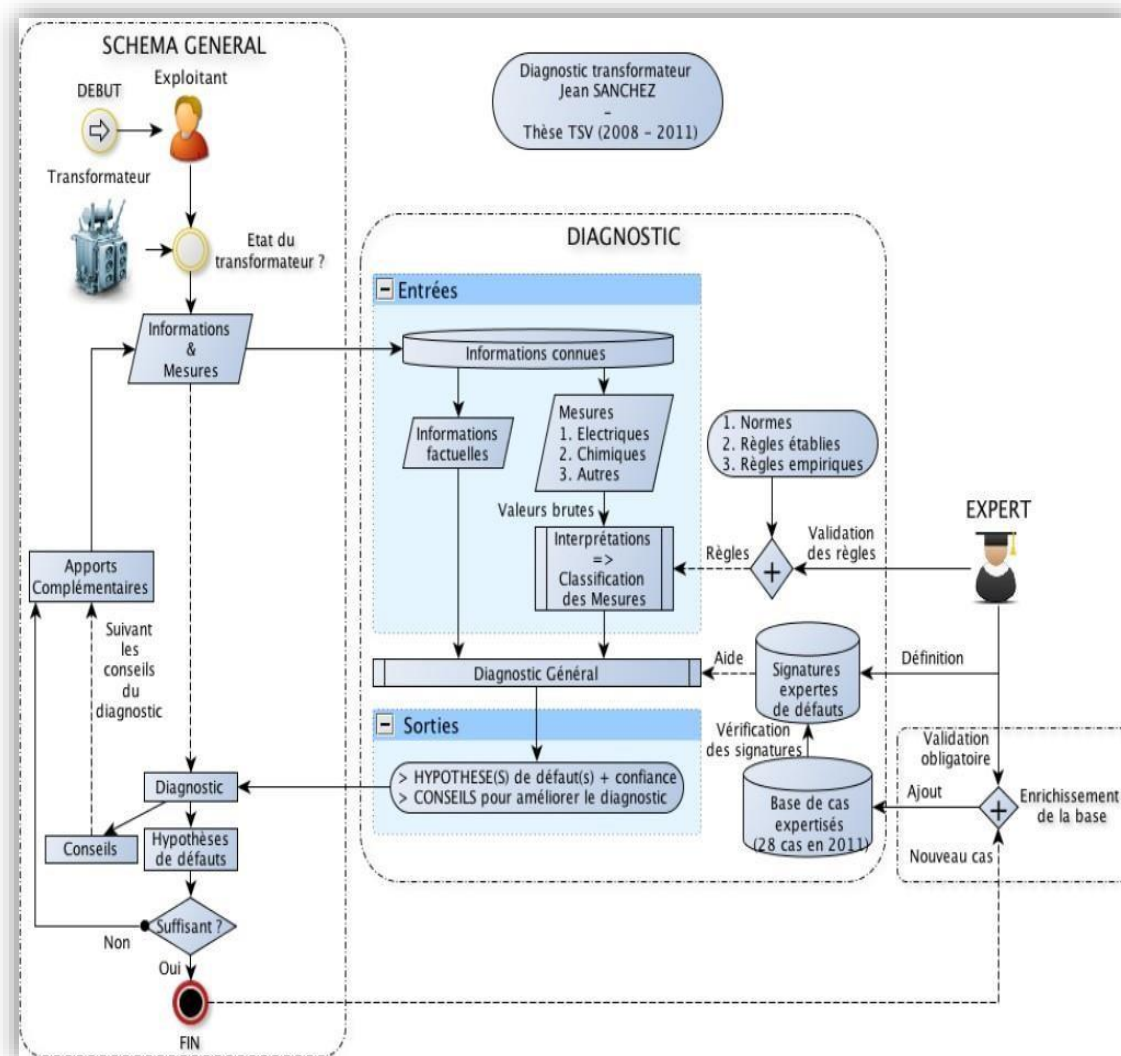 SCHEMA GENERAL
Exploitant
DEBUT
Transformateur
Etat du
transformateur ?
Informations
&
Mesures
Apports
Complémentaires
Suivant
les
conseils
du
diagnostic
Diagnostic
Conseils
Hypothèses
de défauts
Suffisant ?
Non
Oui
FIN
Diagnostic transformateur
Jean SANCHEZ
–
Thèse TSV (2008 – 2011)
DIAGNOSTIC
Entrées
Informations connues
Informations
factuelles
Mesures
1. Electriques
2. Chimiques
3. Autres
Valeurs brutes
Interprétations
=>
Classification
des Mesures
Règles
1. Normes
2. Règles établies
3. Règles empiriques
Validation
des règles
EXPERT
Diagnostic Général
Aide
Signatures
expertes
de défauts
Définition
Sorties
> HYPOTHESE(S) de défaut(s) + confiance
> CONSEILS pour améliorer le diagnostic
Vérification
des signatures
Base de cas
expertisés
(28 cas en 2011)
Validation
obligatoire
Ajout
Enrichissement
de la base
Nouveau cas